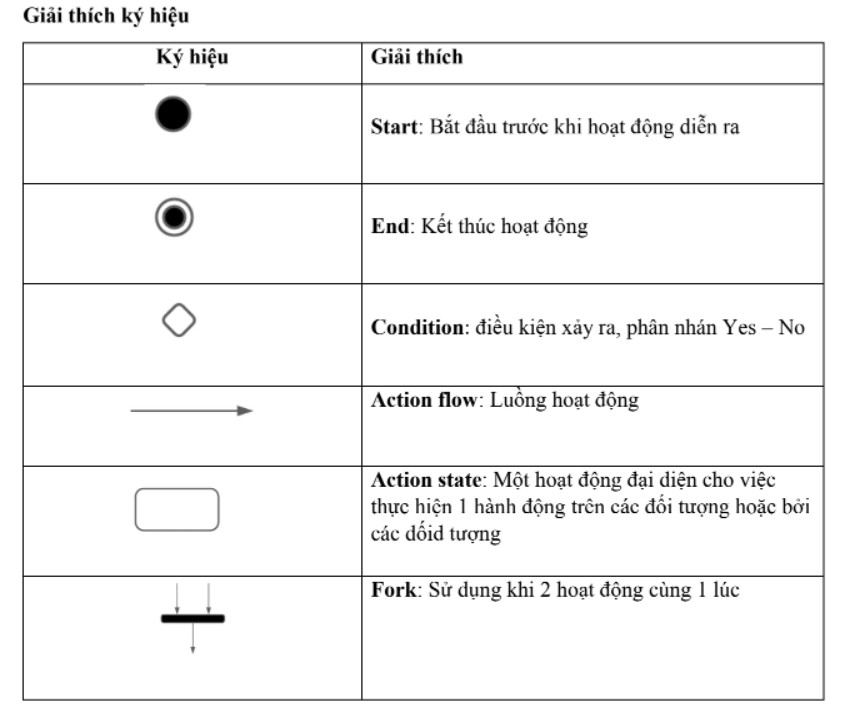 Giải thích ký hiệu
Ký hiệu Giải thích
Start: Bắt đầu trước khi hoạt động diễn ra
End: Kết thúc hoạt động
Condition: điều kiện xảy ra, phân nhán Yes – No
Action flow: Luồng hoạt động
Action state: Một hoạt động đại diện cho việc
thực hiện 1 hành động trên các đối tượng hoặc bởi
các dốid tượng
Fork: Sử dụng khi 2 hoạt động cùng 1 lúc